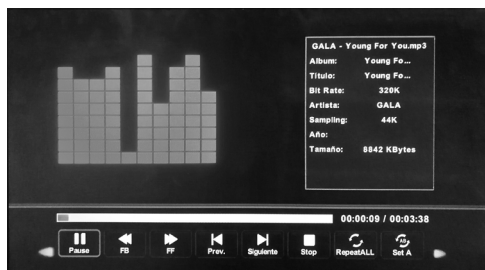 GALA - Young For You.mp3
Album: Young Fo...
Título: Young Fo...
Bit Rate: 320K
Artista: GALA
Sampling: 44K
Año:
Tamaño: 8842 KBytes
00:00:09 / 00:03:38
Pause FB FF Prev. Siguiente Stop RepeatALL Set A
AB